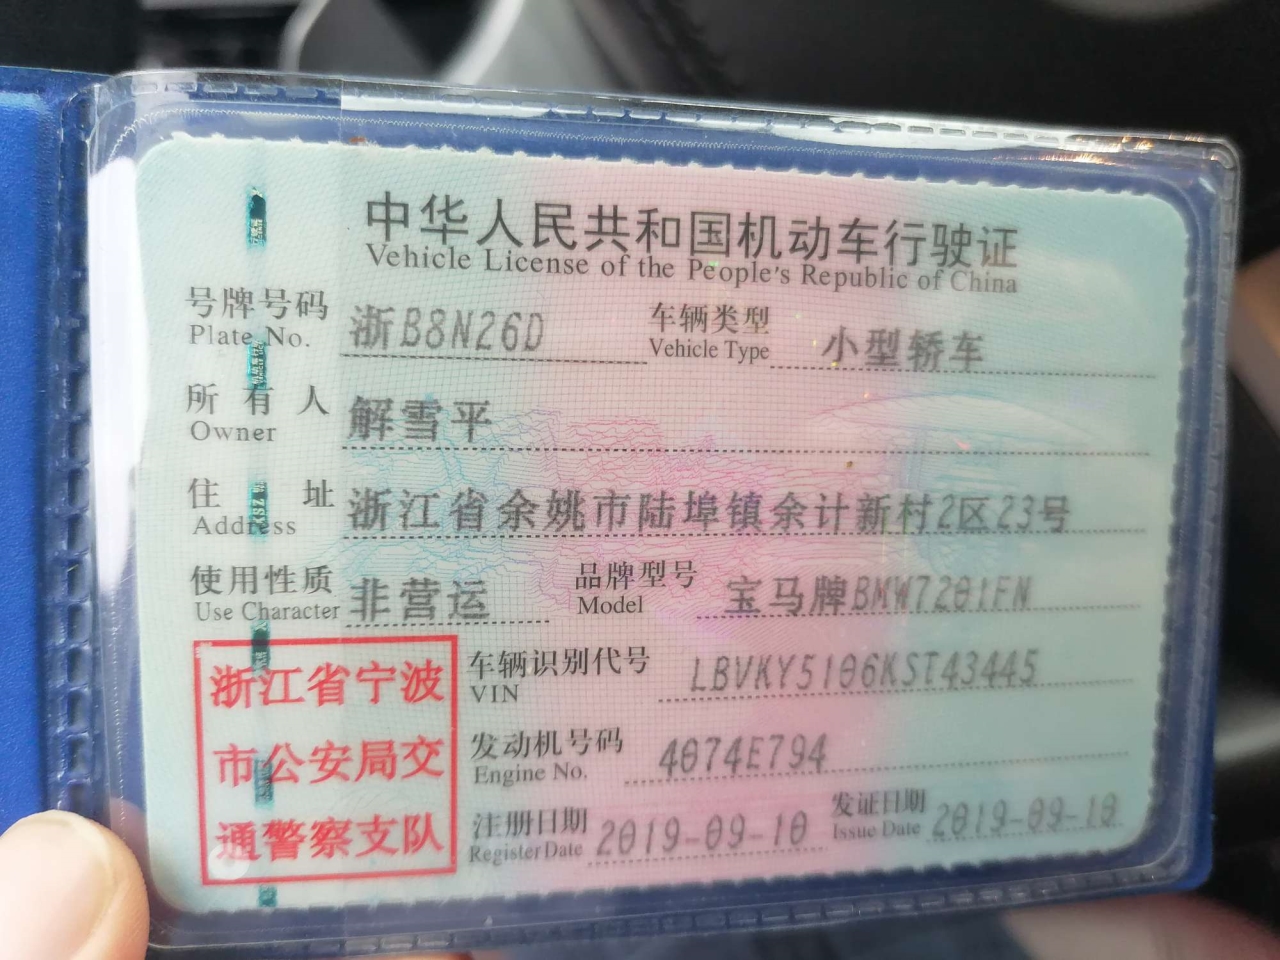 中华人民共和国机动车行驶证
Vehicle License of the People's Republic of China
号牌号码 浙B8N26D 车辆类型 小型轿车
Plate No. Vehicle Type
所有人 解雪平
Owner
住址 浙江省余姚市陆埠镇余计新村2区23号
Address
使用性质 非营运 品牌型号 宝马牌BMW7201FN
Use Character Model
浙江省宁波
市公安局交
通警察支队
车辆识别代号 LBVKY5106KST43445
VIN
发动机号码 4074E794
Engine No.
注册日期 2019-09-10 发证日期 2019-09-10
Register Date Issue Date